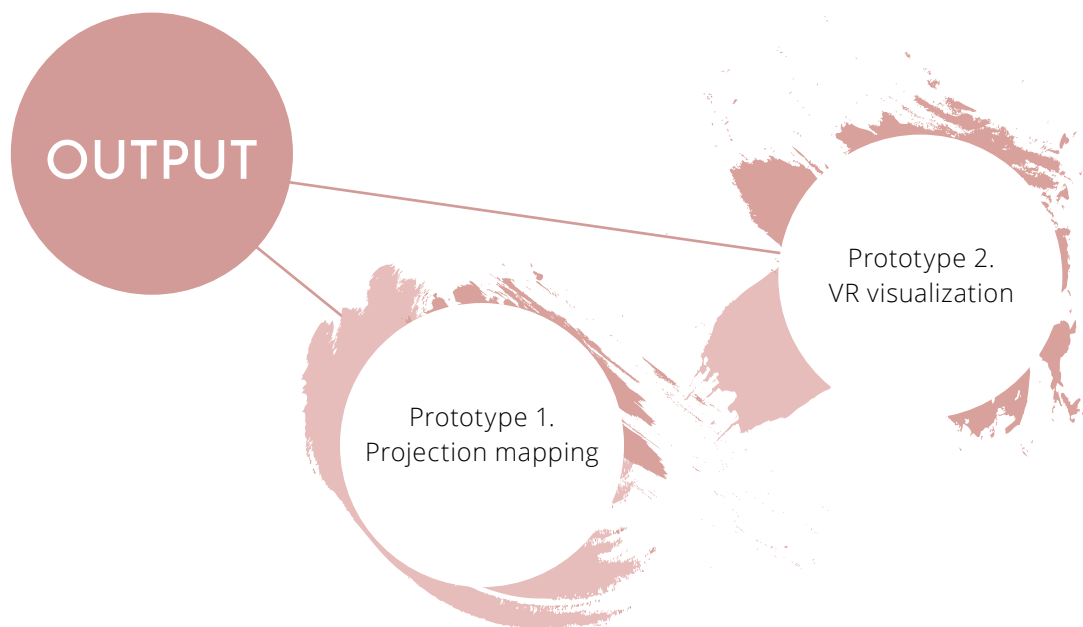 OUTPUT
Prototype 1.
Projection mapping
Prototype 2.
VR visualization